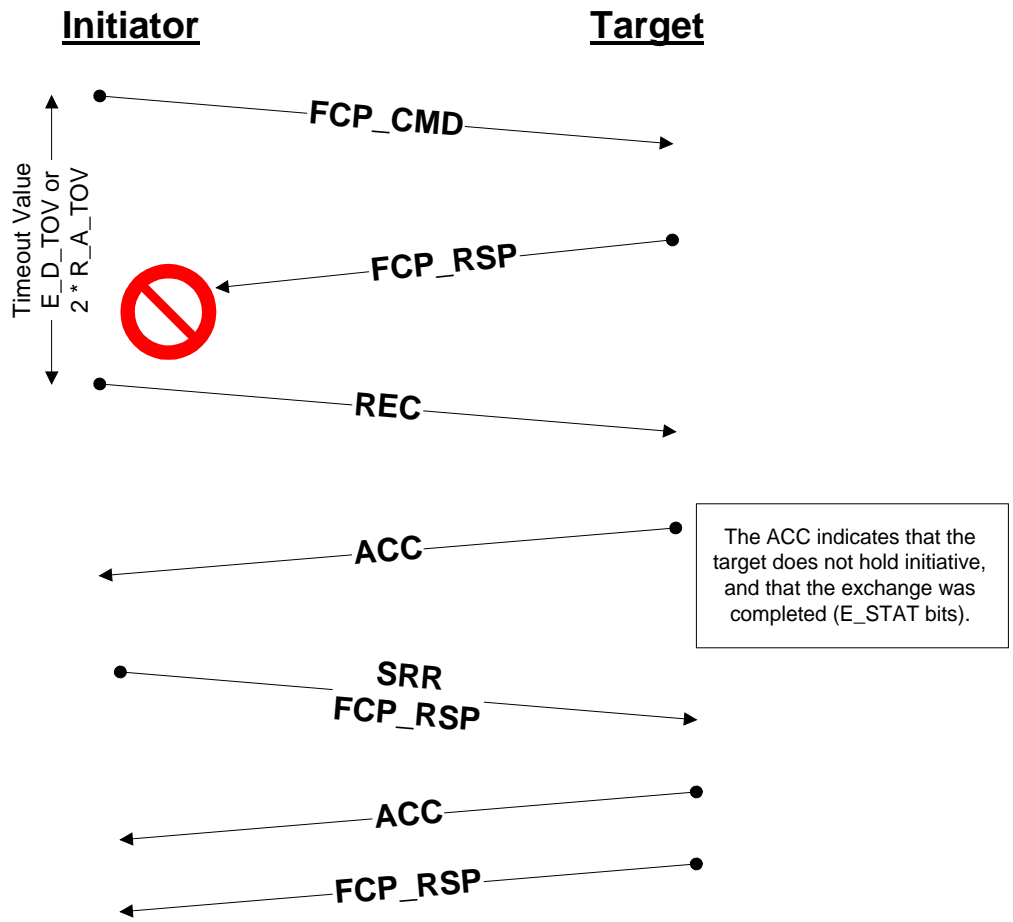 Initiator
Target
FCP_CMD
Timeout Value
E_D_TOV or
2 * R_A_TOV
FCP_RSP
REC
ACC
The ACC indicates that the
target does not hold initiative,
and that the exchange was
completed (E_STAT bits).
SRR
FCP_RSP
ACC
FCP_RSP